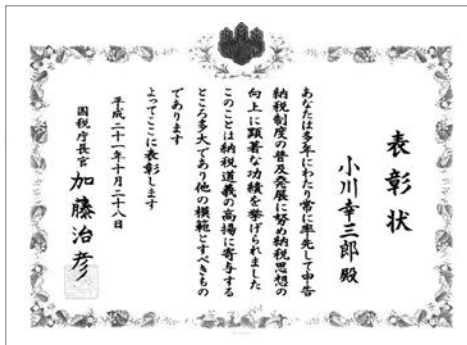 表彰状
小川幸三郎殿
あなたは多年にわたり常に率先して申告
納税制度の普及発展に努め納税思想の
向上に顕著な功績を挙げられました
このことは納税道義の高揚に寄与する
ところ多大であり他の模範とすべきもの
であります
よってここに表彰します
平成二十一年十月二十八日
国税庁長官 加藤治彦